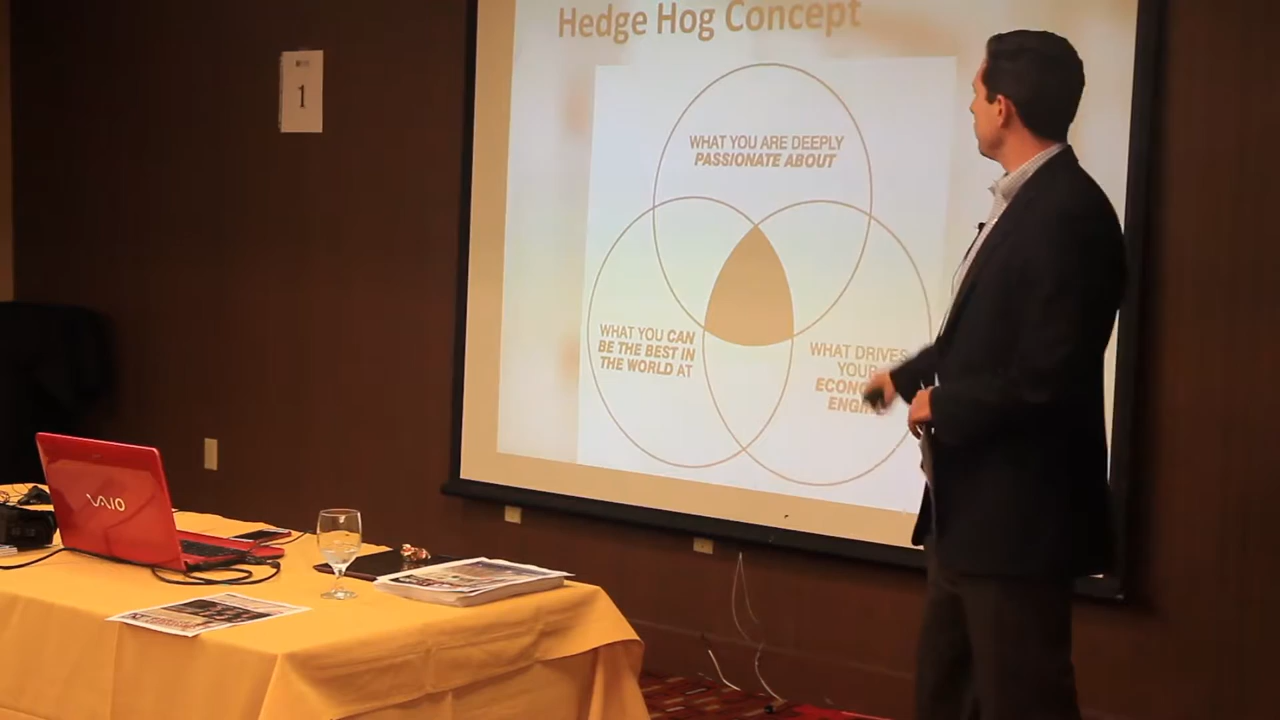 Hedge Hog Concept
1
WHAT YOU ARE DEEPLY
PASSIONATE ABOUT
WHAT YOU CAN
BE THE BEST IN
THE WORLD AT
WHAT DRIVES
YOUR
VAIO